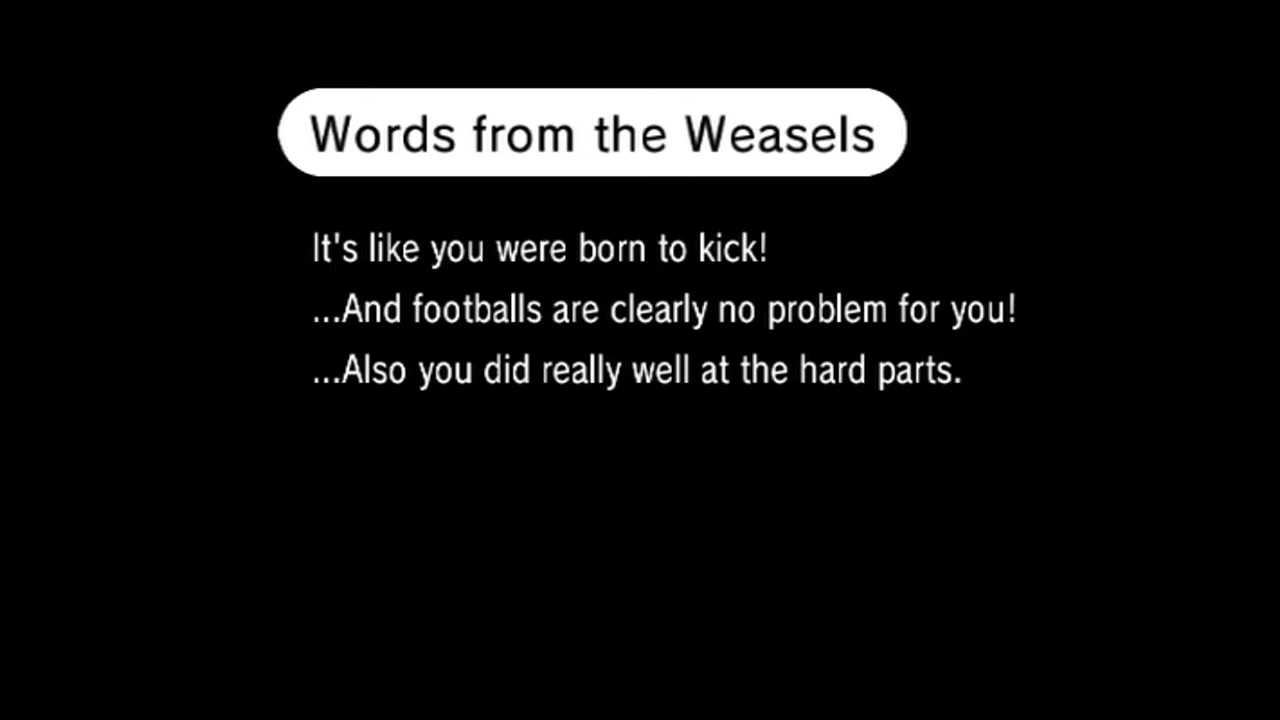 Words from the Weasels
It's like you were born to kick!
...And footballs are clearly no problem for you!
...Also you did really well at the hard parts.